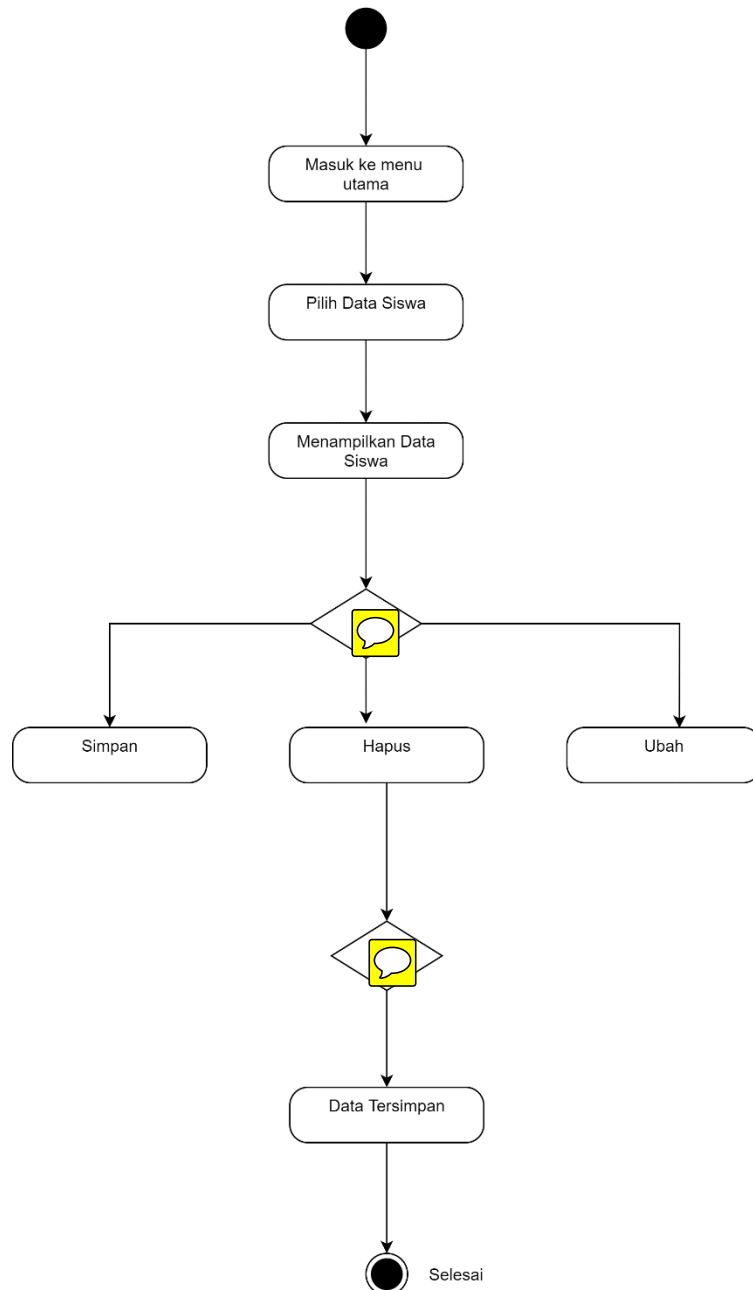 Masuk ke menu
utama
Pilih Data Siswa
Menampilkan Data
Siswa
Simpan
Hapus
Ubah
Data Tersimpan
Selesai